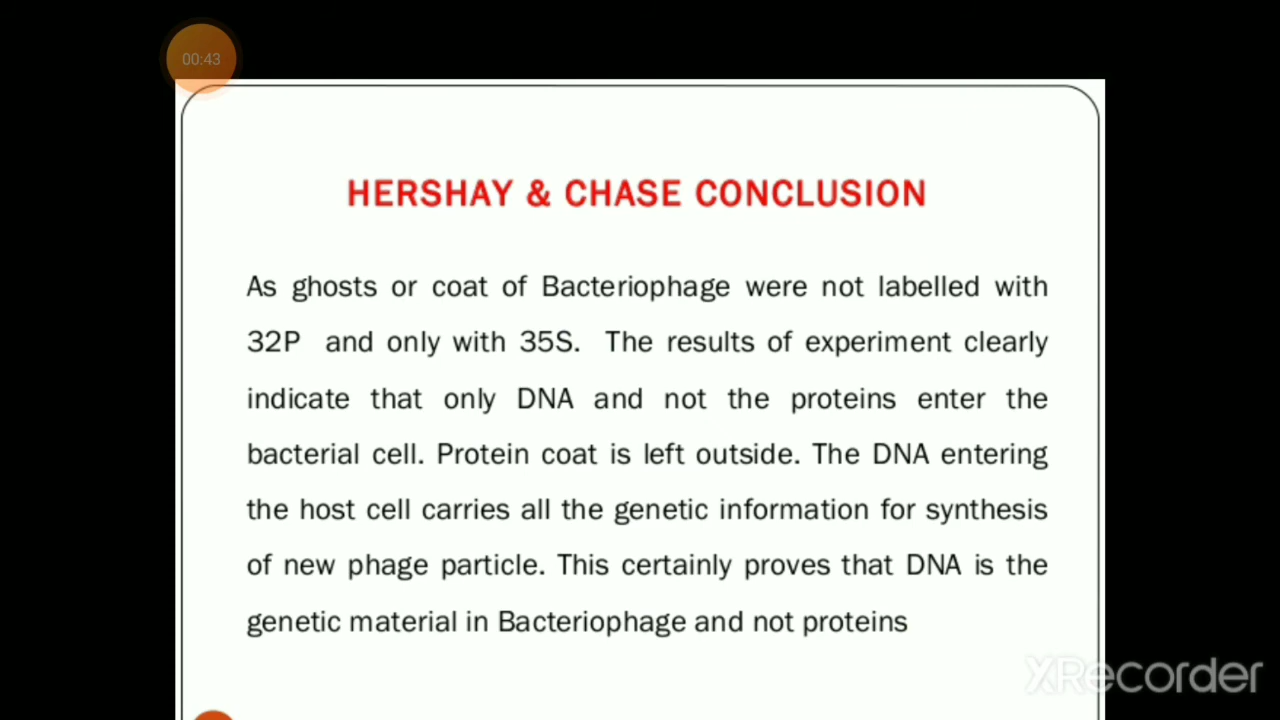 00:43
HERSHAY & CHASE CONCLUSION
As ghosts or coat of Bacteriophage were not labelled with
32P and only with 35S. The results of experiment clearly
indicate that only DNA and not the proteins enter the
bacterial cell. Protein coat is left outside. The DNA entering
the host cell carries all the genetic information for synthesis
of new phage particle. This certainly proves that DNA is the
genetic material in Bacteriophage and not proteins
XRecorder